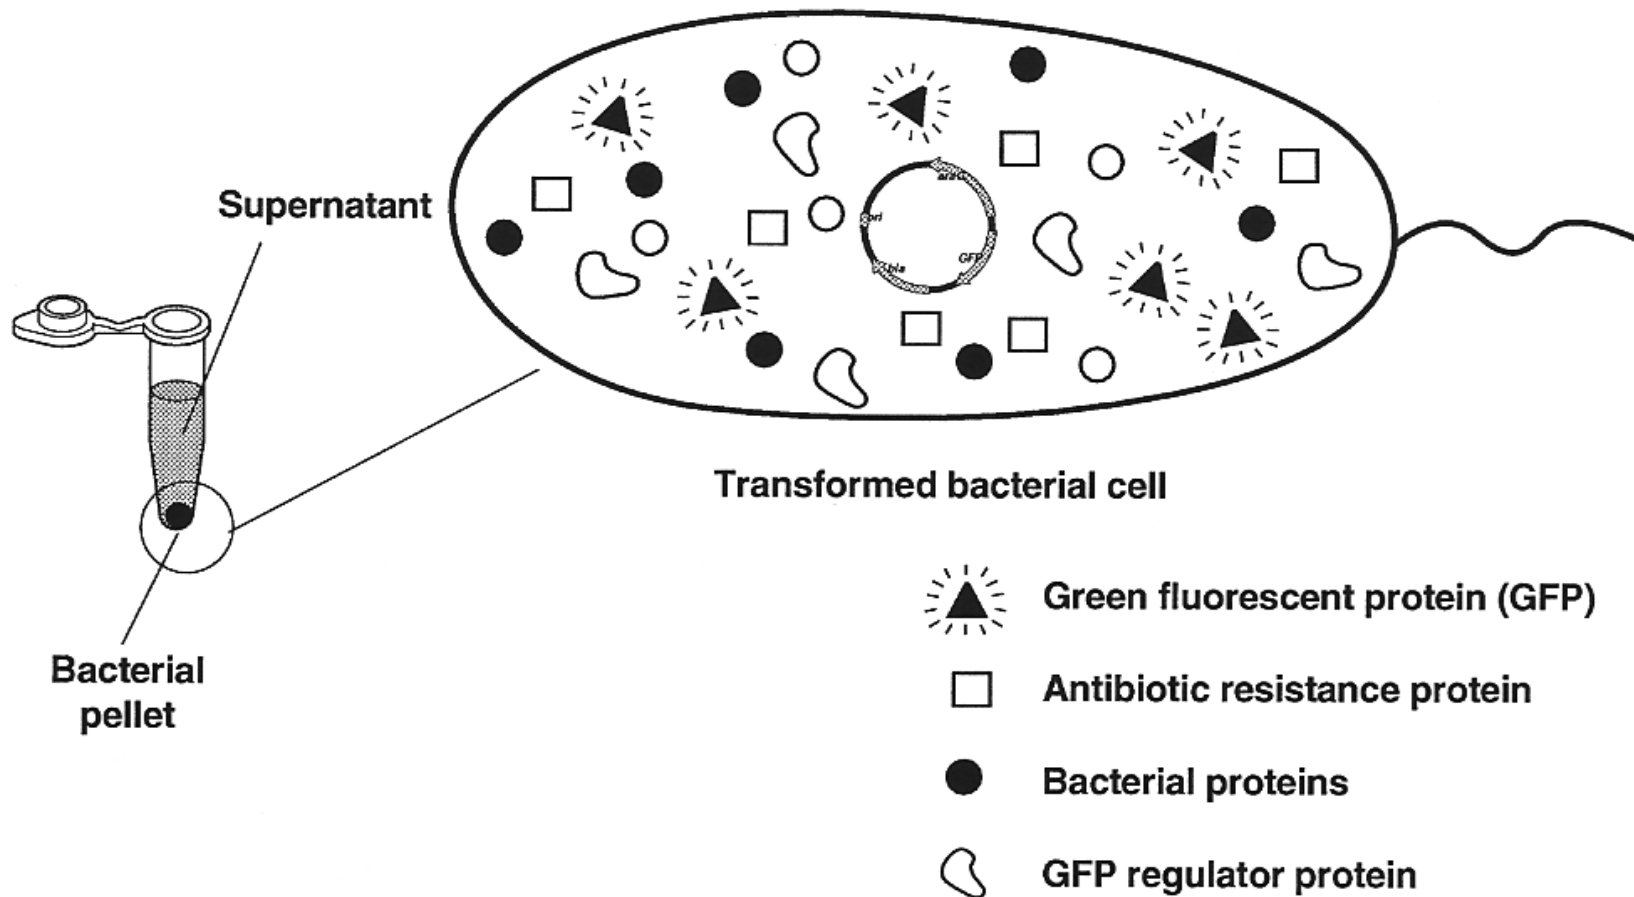 Supernatant
araC
ori
GFP
bla
Transformed bacterial cell
Green fluorescent protein (GFP)
Bacterial
pellet
Antibiotic resistance protein
Bacterial proteins
GFP regulator protein